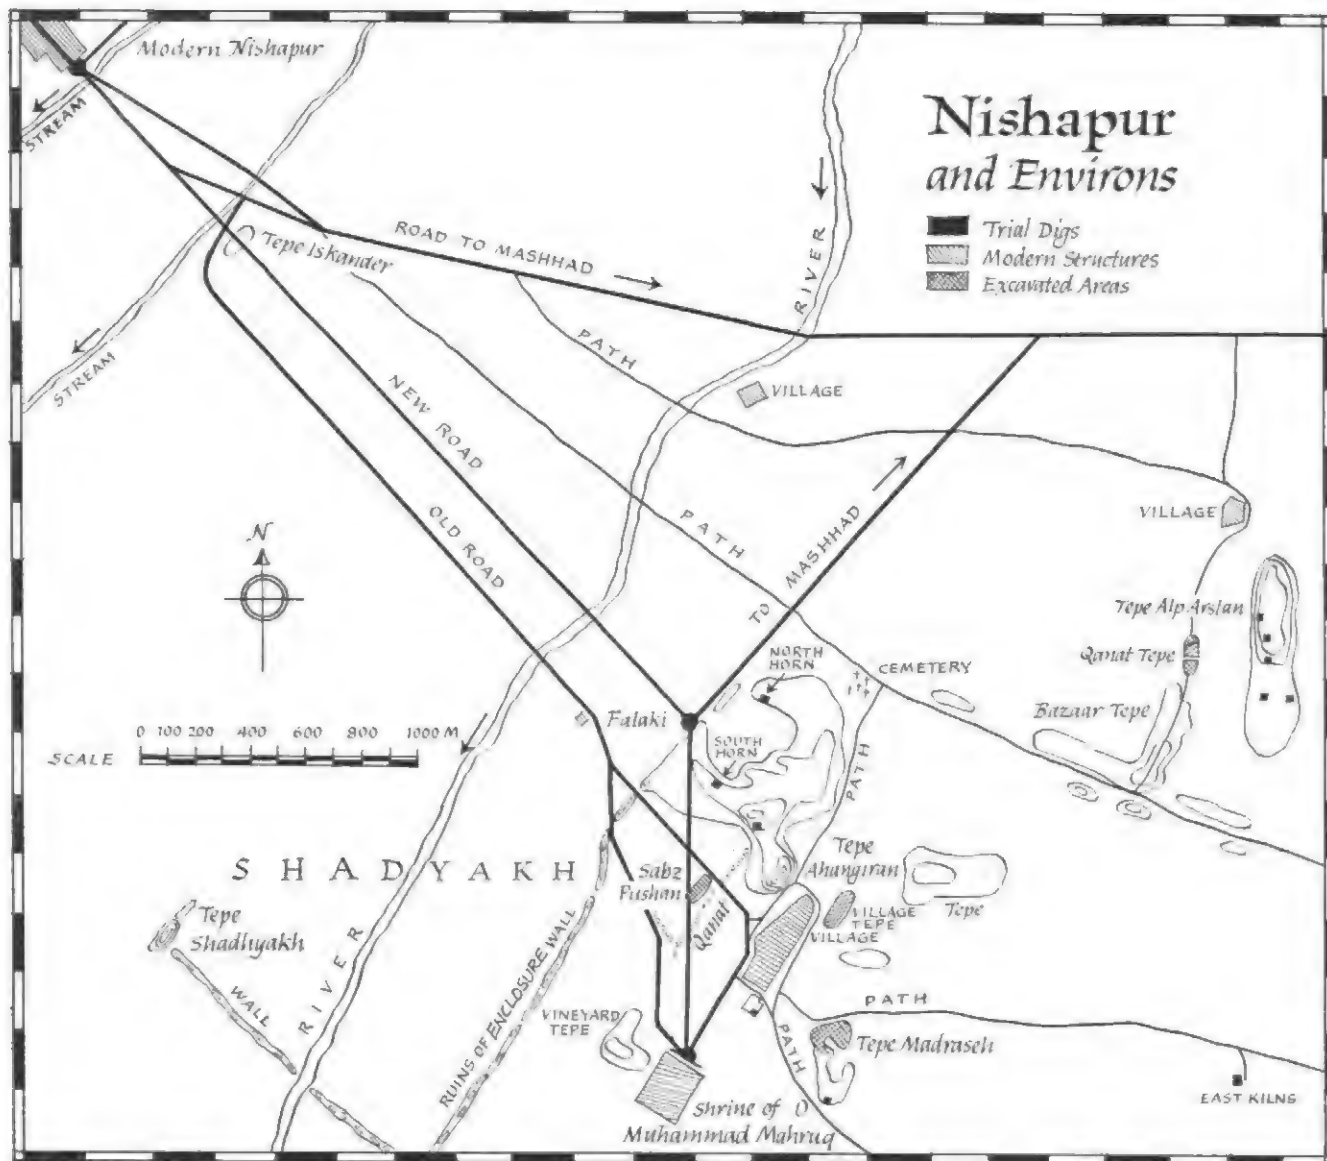 Modern Nishapur
STREAM
Nishapur
and Environs
Trial Digs
Modern Structures
Excavated Areas
Tepe Iskander
ROAD TO MASHHAD
RIVER
STREAM
PATH
NEW ROAD
VILLAGE
OLD ROAD
PATH
VILLAGE
N
TO MASHHAD
Tepe Alp Arslan
NORTH
HORN
CEMETERY
Qanat Tepe
Bazaar Tepe
Falaki
0 100 200 400 600 800 1000 M
SCALE
SOUTH
HORN
PATH
SHADYAKH
Sabz
Pushan
Tepe
Ahangiran
Tepe
VILLAGE
TEPE
VILLAGE
Qanat
Tepe
Shadhyakh
WALL
RIVER
RUINS OF ENCLOSURE WALL
VINEYARD
TEPE
PATH
PATH
Tepe Madraseh
EAST KILNS
Shrine of
Muhammad Mahruq